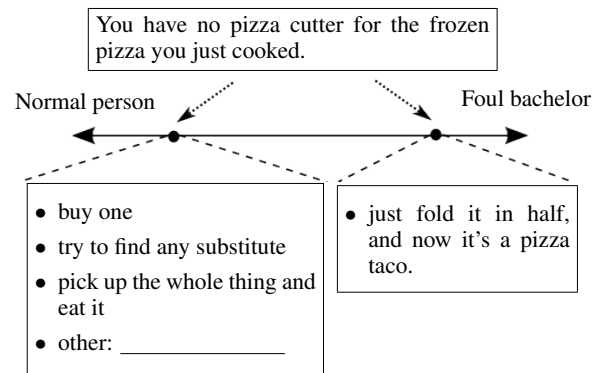 You have no pizza cutter for the frozen
pizza you just cooked.
Normal person
Foul bachelor
• buy one
• try to find any substitute
• pick up the whole thing and
eat it
• other: _______________
• just fold it in half,
and now it's a pizza
taco.